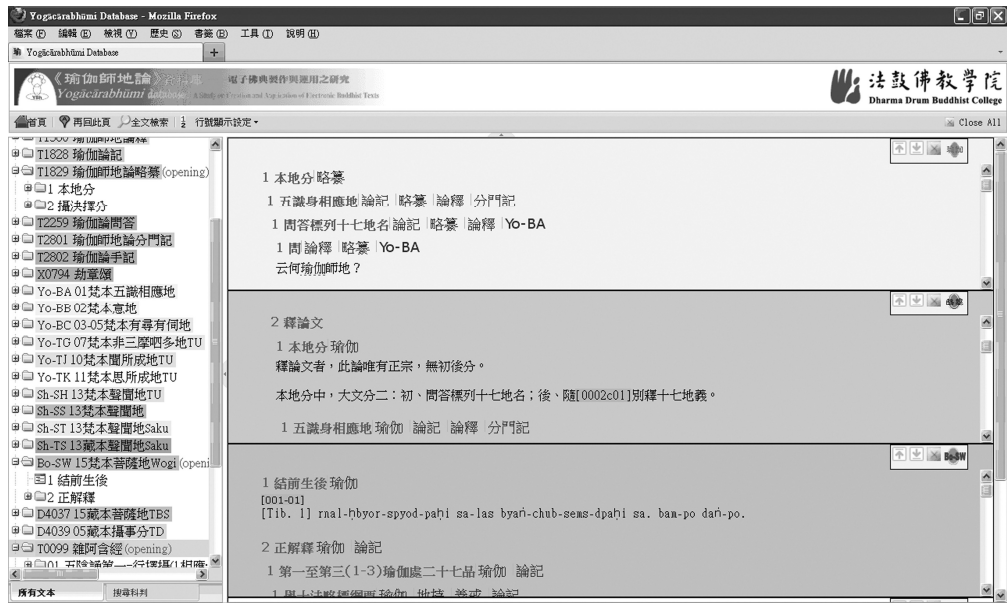 Yogācārabhūmi Database - Mozilla Firefox
檔案(F) 編輯(E) 檢視(V) 歷史(S) 書籤(B) 工具(T) 說明(H)
Yogācārabhūmi Database
《瑜伽師地論》資料庫 電子佛典製作與運用之研究
Yogācārabhūmi database A Study on Creation and Application of Electronic Buddhist Texts
法鼓佛教學院
Dharma Drum Buddhist College
首頁 再回此頁 全文檢索 行號顯示設定
Close All
T1828 瑜伽論記
T1829 瑜伽師地論略纂(opening)
1 本地分
2 攝決擇分
T2259 瑜伽論問答
T2801 瑜伽師地論分門記
T2802 瑜伽論手記
X0794 劫章頌
Yo-BA 01梵本五識相應地
Yo-BB 02梵本意地
Yo-BC 03-05梵本有尋有伺地
Yo-TG 07梵本非三摩呬多地TU
Yo-TJ 10梵本聞所成地TU
Yo-TK 11梵本思所成地TU
Sh-SH 13梵本聲聞地TU
Sh-SS 13梵本聲聞地
Sh-ST 13梵本聲聞地Saku
Sh-TS 13藏本聲聞地Saku
Bo-SW 15梵本菩薩地Wogi(openi
1 結前生後
2 正解釋
D4037 15藏本菩薩地TBS
D4039 05藏本攝事分TD
T0099 雜阿含經(opening)
所有文本 搜尋科判
1 本地分 略纂
1 五識身相應地 論記 略纂 論釋 分門記
1 問答標列十七地名 論記 略纂 論釋 Yo-BA
1 問 論釋 略纂 Yo-BA
云何瑜伽師地？
2 釋論文
1 本地分 瑜伽
釋論文者，此論唯有正宗，無初後分。
本地分中，大文分二：初、問答標列十七地名；後、隨[0002c01]別釋十七地義。
1 五識身相應地 瑜伽 論記 論釋 分門記
Bo-SW
1 結前生後 瑜伽
[001-01]
[Tib. 1] rnal-ḥbyor-spyod-paḥi sa-las byaṅ-chub-sems-dpaḥi sa. bam-po daṅ-po.
2 正解釋 瑜伽 論記
1 第一至第三(1-3)瑜伽處二十七品 瑜伽 論記